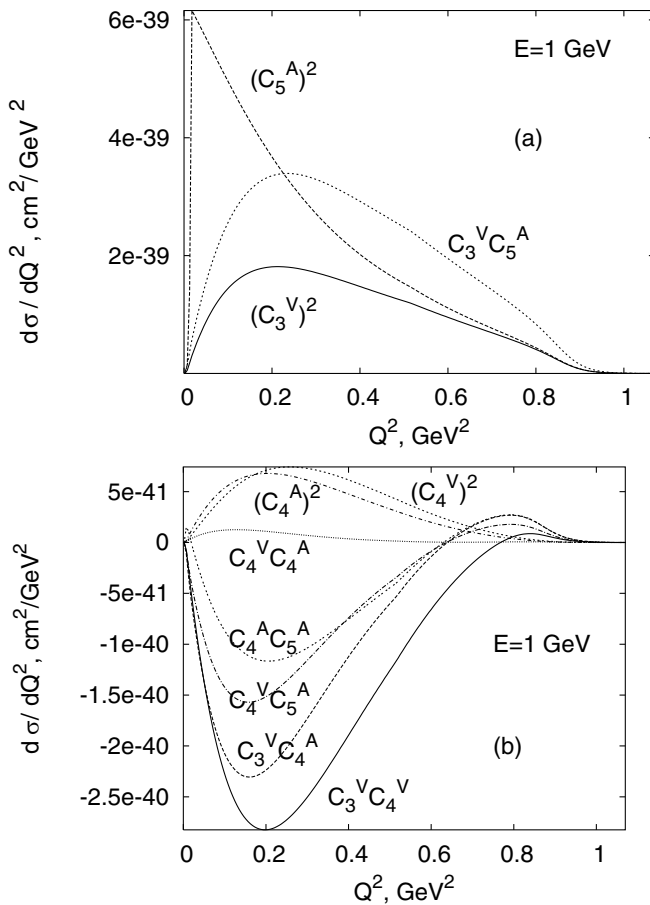 6e-39
E=1 GeV
(C₅ᴬ)²
(a)
4e-39
C₃ⱽC₅ᴬ
2e-39
(C₃ⱽ)²
dσ/dQ², cm²/GeV²
0 0.2 0.4 0.6 0.8 1
Q², GeV²
5e-41
(C₄ᴬ)²
(C₄ⱽ)²
0
C₄ⱽC₄ᴬ
-5e-41
C₄ᴬC₅ᴬ
-1e-40
E=1 GeV
C₄ⱽC₅ᴬ
-1.5e-40
C₃ⱽC₄ᴬ
-2e-40
(b)
C₃ⱽC₄ⱽ
-2.5e-40
dσ/dQ², cm²/GeV²
0 0.2 0.4 0.6 0.8 1
Q², GeV²